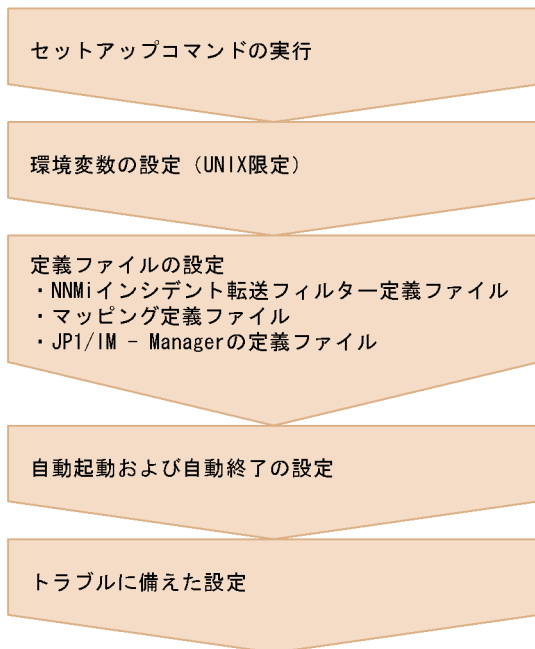 セットアップコマンドの実行
環境変数の設定（UNIX限定）
定義ファイルの設定
・NNMiインシデント転送フィルター定義ファイル
・マッピング定義ファイル
・JP1/IM - Managerの定義ファイル
自動起動および自動終了の設定
トラブルに備えた設定